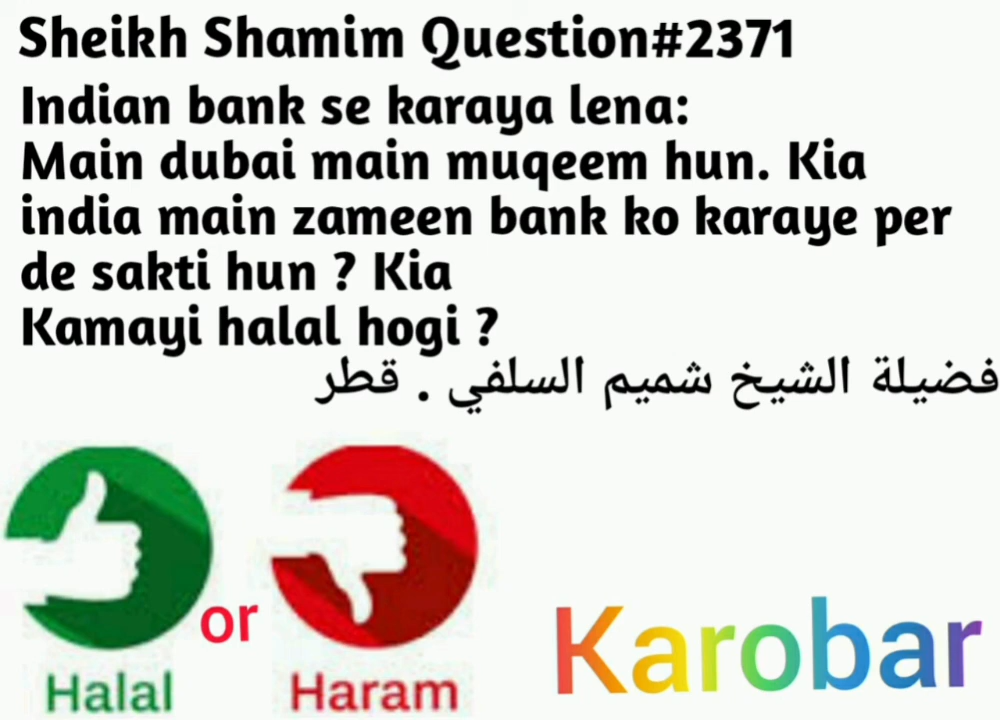 Sheikh Shamim Question#2371
Indian bank se karaya lena:
Main dubai main muqeem hun. Kia
india main zameen bank ko karaye per
de sakti hun ? Kia
Kamayi halal hogi ?
فضيلة الشيخ شميم السلفي . قطر
Halal
or
Haram
Karobar